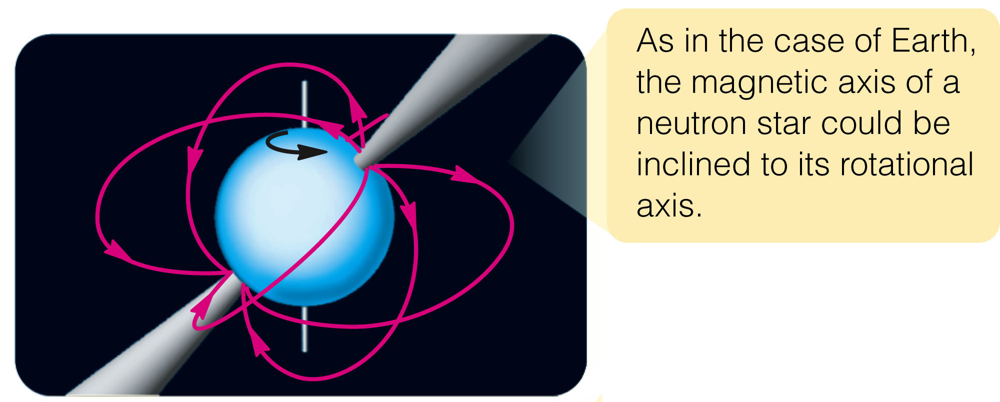 As in the case of Earth,
the magnetic axis of a
neutron star could be
inclined to its rotational
axis.